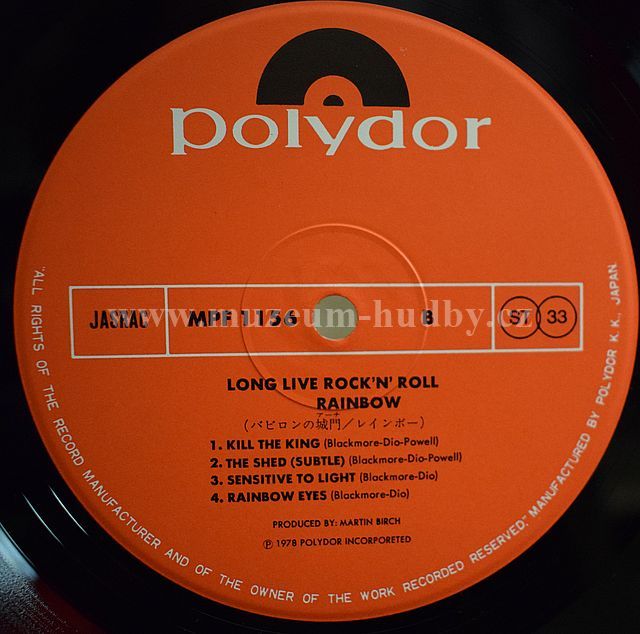 polydor
JASRAC MPF 1156 B ST 33
www.museum-hudby.cz
LONG LIVE ROCK'N' ROLL
RAINBOW
アーチ
(バビロンの城門/レインボー)
1. KILL THE KING (Blackmore-Dio-Powell)
2. THE SHED (SUBTLE) (Blackmore-Dio-Powell)
3. SENSITIVE TO LIGHT (Blackmore-Dio)
4. RAINBOW EYES (Blackmore-Dio)
PRODUCED BY: MARTIN BIRCH
℗ 1978 POLYDOR INCORPORETED
"ALL RIGHTS OF THE RECORD MANUFACTURER AND OF THE OWNER OF THE WORK RECORDED RESERVED." MANUFACTURED BY POLYDOR K. K., JAPAN